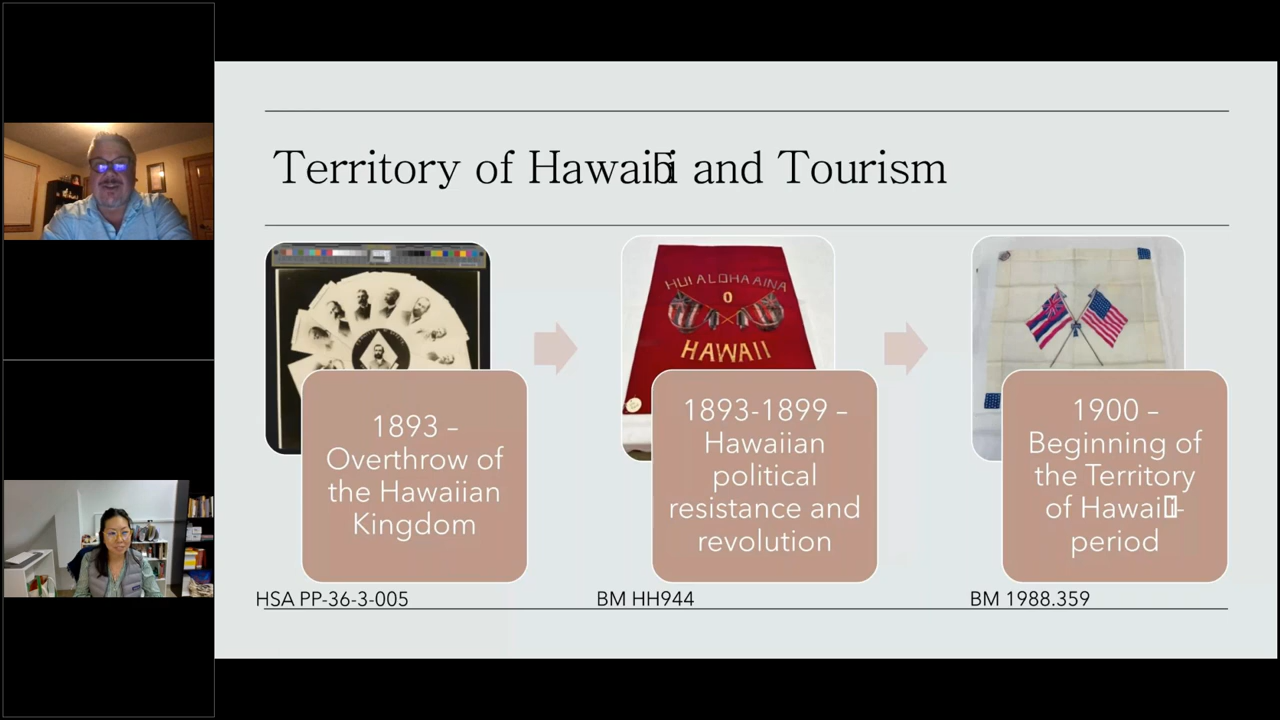 Territory of Hawai▯i and Tourism
HUI ALOHA AINA
O
HAWAII
1893 –
Overthrow of
the Hawaiian
Kingdom
1893-1899 –
Hawaiian
political
resistance and
revolution
1900 –
Beginning of
the Territory
of Hawai▯i-
period
HSA PP-36-3-005
BM HH944
BM 1988.359